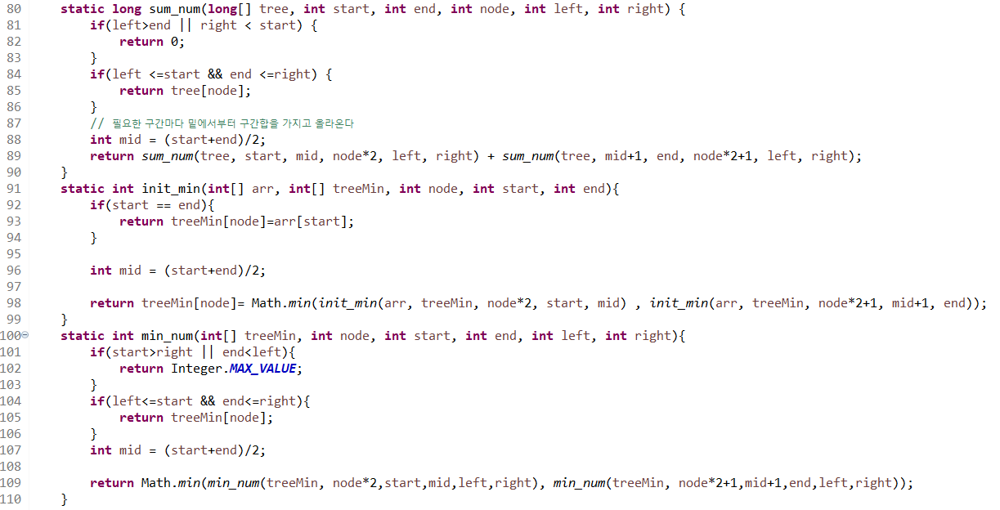 80 static long sum_num(long[] tree, int start, int end, int node, int left, int right) {
81 if(left>end || right < start) {
82 return 0;
83 }
84 if(left <=start && end <=right) {
85 return tree[node];
86 }
87 // 필요한 구간마다 밑에서부터 구간합을 가지고 올라온다
88 int mid = (start+end)/2;
89 return sum_num(tree, start, mid, node*2, left, right) + sum_num(tree, mid+1, end, node*2+1, left, right);
90 }
91 static int init_min(int[] arr, int[] treeMin, int node, int start, int end){
92 if(start == end){
93 return treeMin[node]=arr[start];
94 }
95
96 int mid = (start+end)/2;
97
98 return treeMin[node]= Math.min(init_min(arr, treeMin, node*2, start, mid) , init_min(arr, treeMin, node*2+1, mid+1, end));
99 }
100 static int min_num(int[] treeMin, int node, int start, int end, int left, int right){
101 if(start>right || end<left){
102 return Integer.MAX_VALUE;
103 }
104 if(left<=start && end<=right){
105 return treeMin[node];
106 }
107 int mid = (start+end)/2;
108
109 return Math.min(min_num(treeMin, node*2,start,mid,left,right), min_num(treeMin, node*2+1,mid+1,end,left,right));
110 }